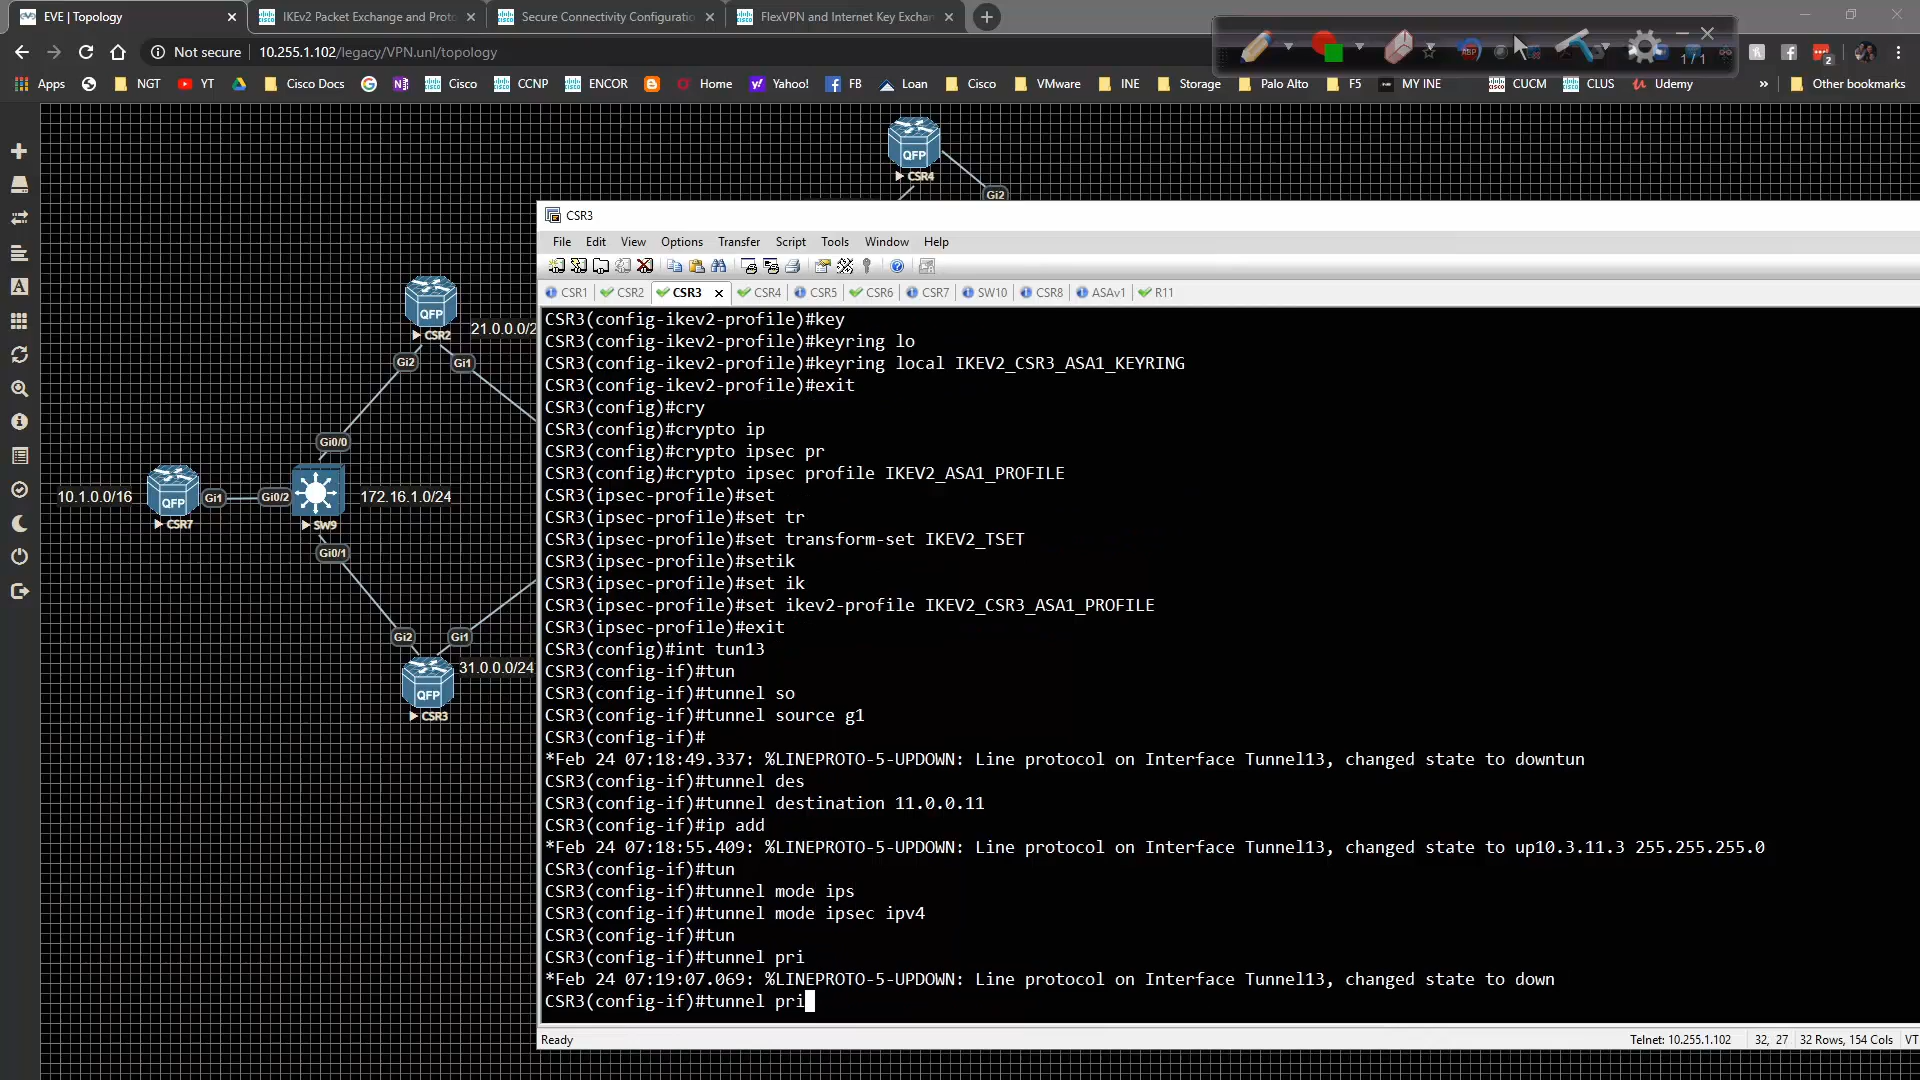 EVE | Topology
IKEv2 Packet Exchange and Proto
Secure Connectivity Configuratio
FlexVPN and Internet Key Exchan
Not secure
10.255.1.102/legacy/VPN.unl/topology
1/1
2
Apps
NGT
YT
Cisco Docs
Cisco
CCNP
ENCOR
Home
Yahoo!
FB
Loan
Cisco
VMware
INE
Storage
Palo Alto
F5
MY INE
CUCM
CLUS
Udemy
»
Other bookmarks
QFP
CSR4
Gi2
QFP
CSR2
21.0.0.0/2
Gi2
Gi1
Gi0/0
10.1.0.0/16
QFP
CSR7
Gi1
Gi0/2
SW9
172.16.1.0/24
Gi0/1
Gi2
Gi1
QFP
CSR3
31.0.0.0/24
CSR3
File Edit View Options Transfer Script Tools Window Help
CSR1 CSR2 CSR3 CSR4 CSR5 CSR6 CSR7 SW10 CSR8 ASAv1 R11
CSR3(config-ikev2-profile)#key
CSR3(config-ikev2-profile)#keyring lo
CSR3(config-ikev2-profile)#keyring local IKEV2_CSR3_ASA1_KEYRING
CSR3(config-ikev2-profile)#exit
CSR3(config)#cry
CSR3(config)#crypto ip
CSR3(config)#crypto ipsec pr
CSR3(config)#crypto ipsec profile IKEV2_ASA1_PROFILE
CSR3(ipsec-profile)#set
CSR3(ipsec-profile)#set tr
CSR3(ipsec-profile)#set transform-set IKEV2_TSET
CSR3(ipsec-profile)#setik
CSR3(ipsec-profile)#set ik
CSR3(ipsec-profile)#set ikev2-profile IKEV2_CSR3_ASA1_PROFILE
CSR3(ipsec-profile)#exit
CSR3(config)#int tun13
CSR3(config-if)#tun
CSR3(config-if)#tunnel so
CSR3(config-if)#tunnel source g1
CSR3(config-if)#
*Feb 24 07:18:49.337: %LINEPROTO-5-UPDOWN: Line protocol on Interface Tunnel13, changed state to downtun
CSR3(config-if)#tunnel des
CSR3(config-if)#tunnel destination 11.0.0.11
CSR3(config-if)#ip add
*Feb 24 07:18:55.409: %LINEPROTO-5-UPDOWN: Line protocol on Interface Tunnel13, changed state to up10.3.11.3 255.255.255.0
CSR3(config-if)#tun
CSR3(config-if)#tunnel mode ips
CSR3(config-if)#tunnel mode ipsec ipv4
CSR3(config-if)#tun
CSR3(config-if)#tunnel pri
*Feb 24 07:19:07.069: %LINEPROTO-5-UPDOWN: Line protocol on Interface Tunnel13, changed state to down
CSR3(config-if)#tunnel pri
Ready
Telnet: 10.255.1.102
32, 27
32 Rows, 154 Cols
VT